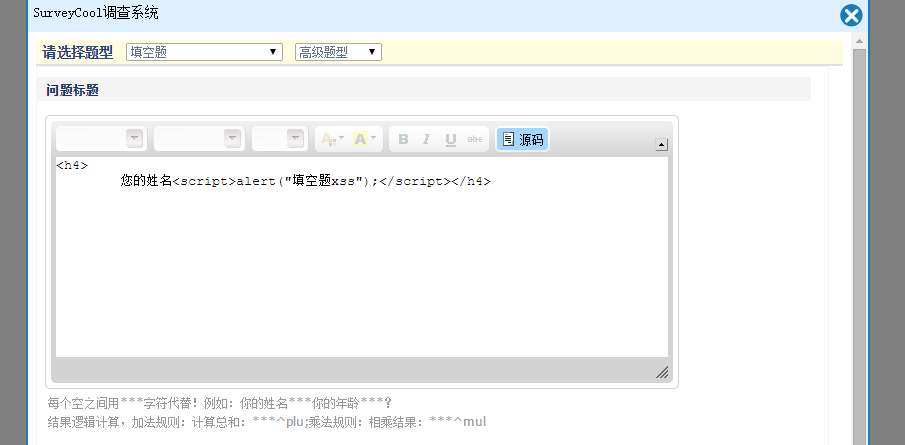 SurveyCool调查系统
请选择题型 填空题 高级题型
问题标题
A A B I U abc 源码
<h4>
您的姓名<script>alert("填空题xss");</script></h4>
每个空之间用***字符代替！例如：你的姓名***你的年龄***？
结果逻辑计算，加法规则：计算总和：***^plu;乘法规则：相乘结果：***^mul